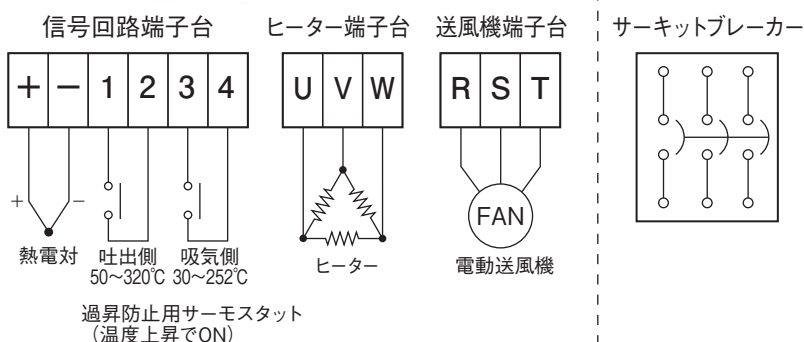 信号回路端子台
ヒーター端子台
送風機端子台
サーキットブレーカー
+ − 1 2 3 4
U V W
R S T
+ −
FAN
熱電対
吐出側
50〜320℃
吸気側
30〜252℃
ヒーター
電動送風機
過昇防止用サーモスタット
（温度上昇でON）